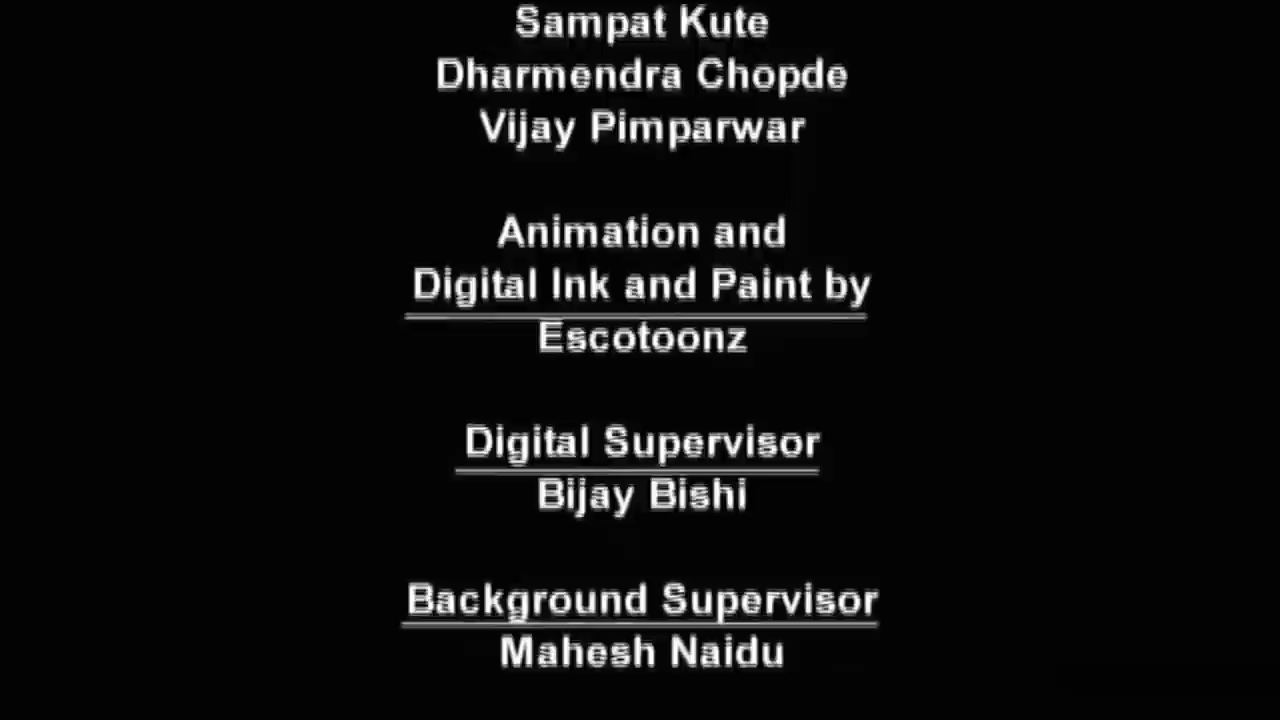 Sampat Kute
Dharmendra Chopde
Vijay Pimparwar
Animation and
Digital Ink and Paint by
Escotoonz
Digital Supervisor
Bijay Bishi
Background Supervisor
Mahesh Naidu